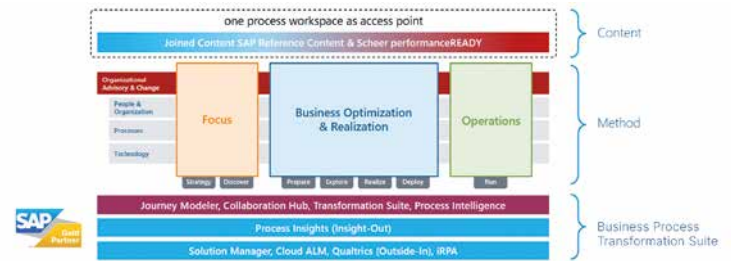 one process workspace as access point
Joined Content SAP Reference Content & Scheer performanceREADY
Content
Organizational
Advisory & Change
People &
Organization
Processes
Technology
Focus
Business Optimization
& Realization
Operations
Method
Strategy
Discover
Prepare
Explore
Realize
Deploy
Run
Journey Modeler, Collaboration Hub, Transformation Suite, Process Intelligence
Process Insights (Insight-Out)
Solution Manager, Cloud ALM, Qualtrics (Outside-In), iRPA
SAP
Gold
Partner
Business Process
Transformation Suite